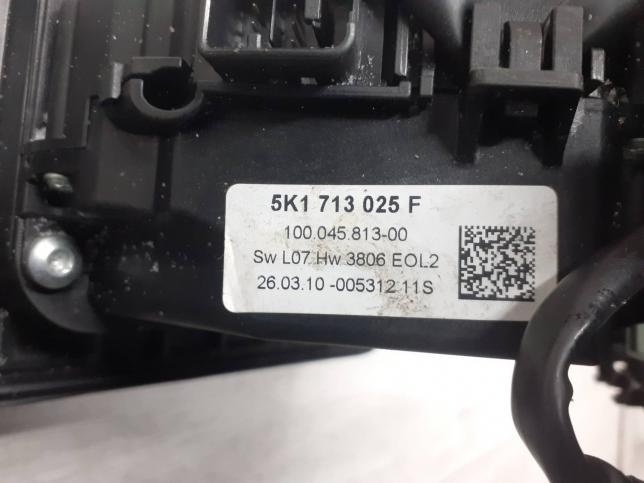 5K1 713 025 F
100.045.813-00
Sw L07 Hw 3806 EOL2
26.03.10 -005312 11S